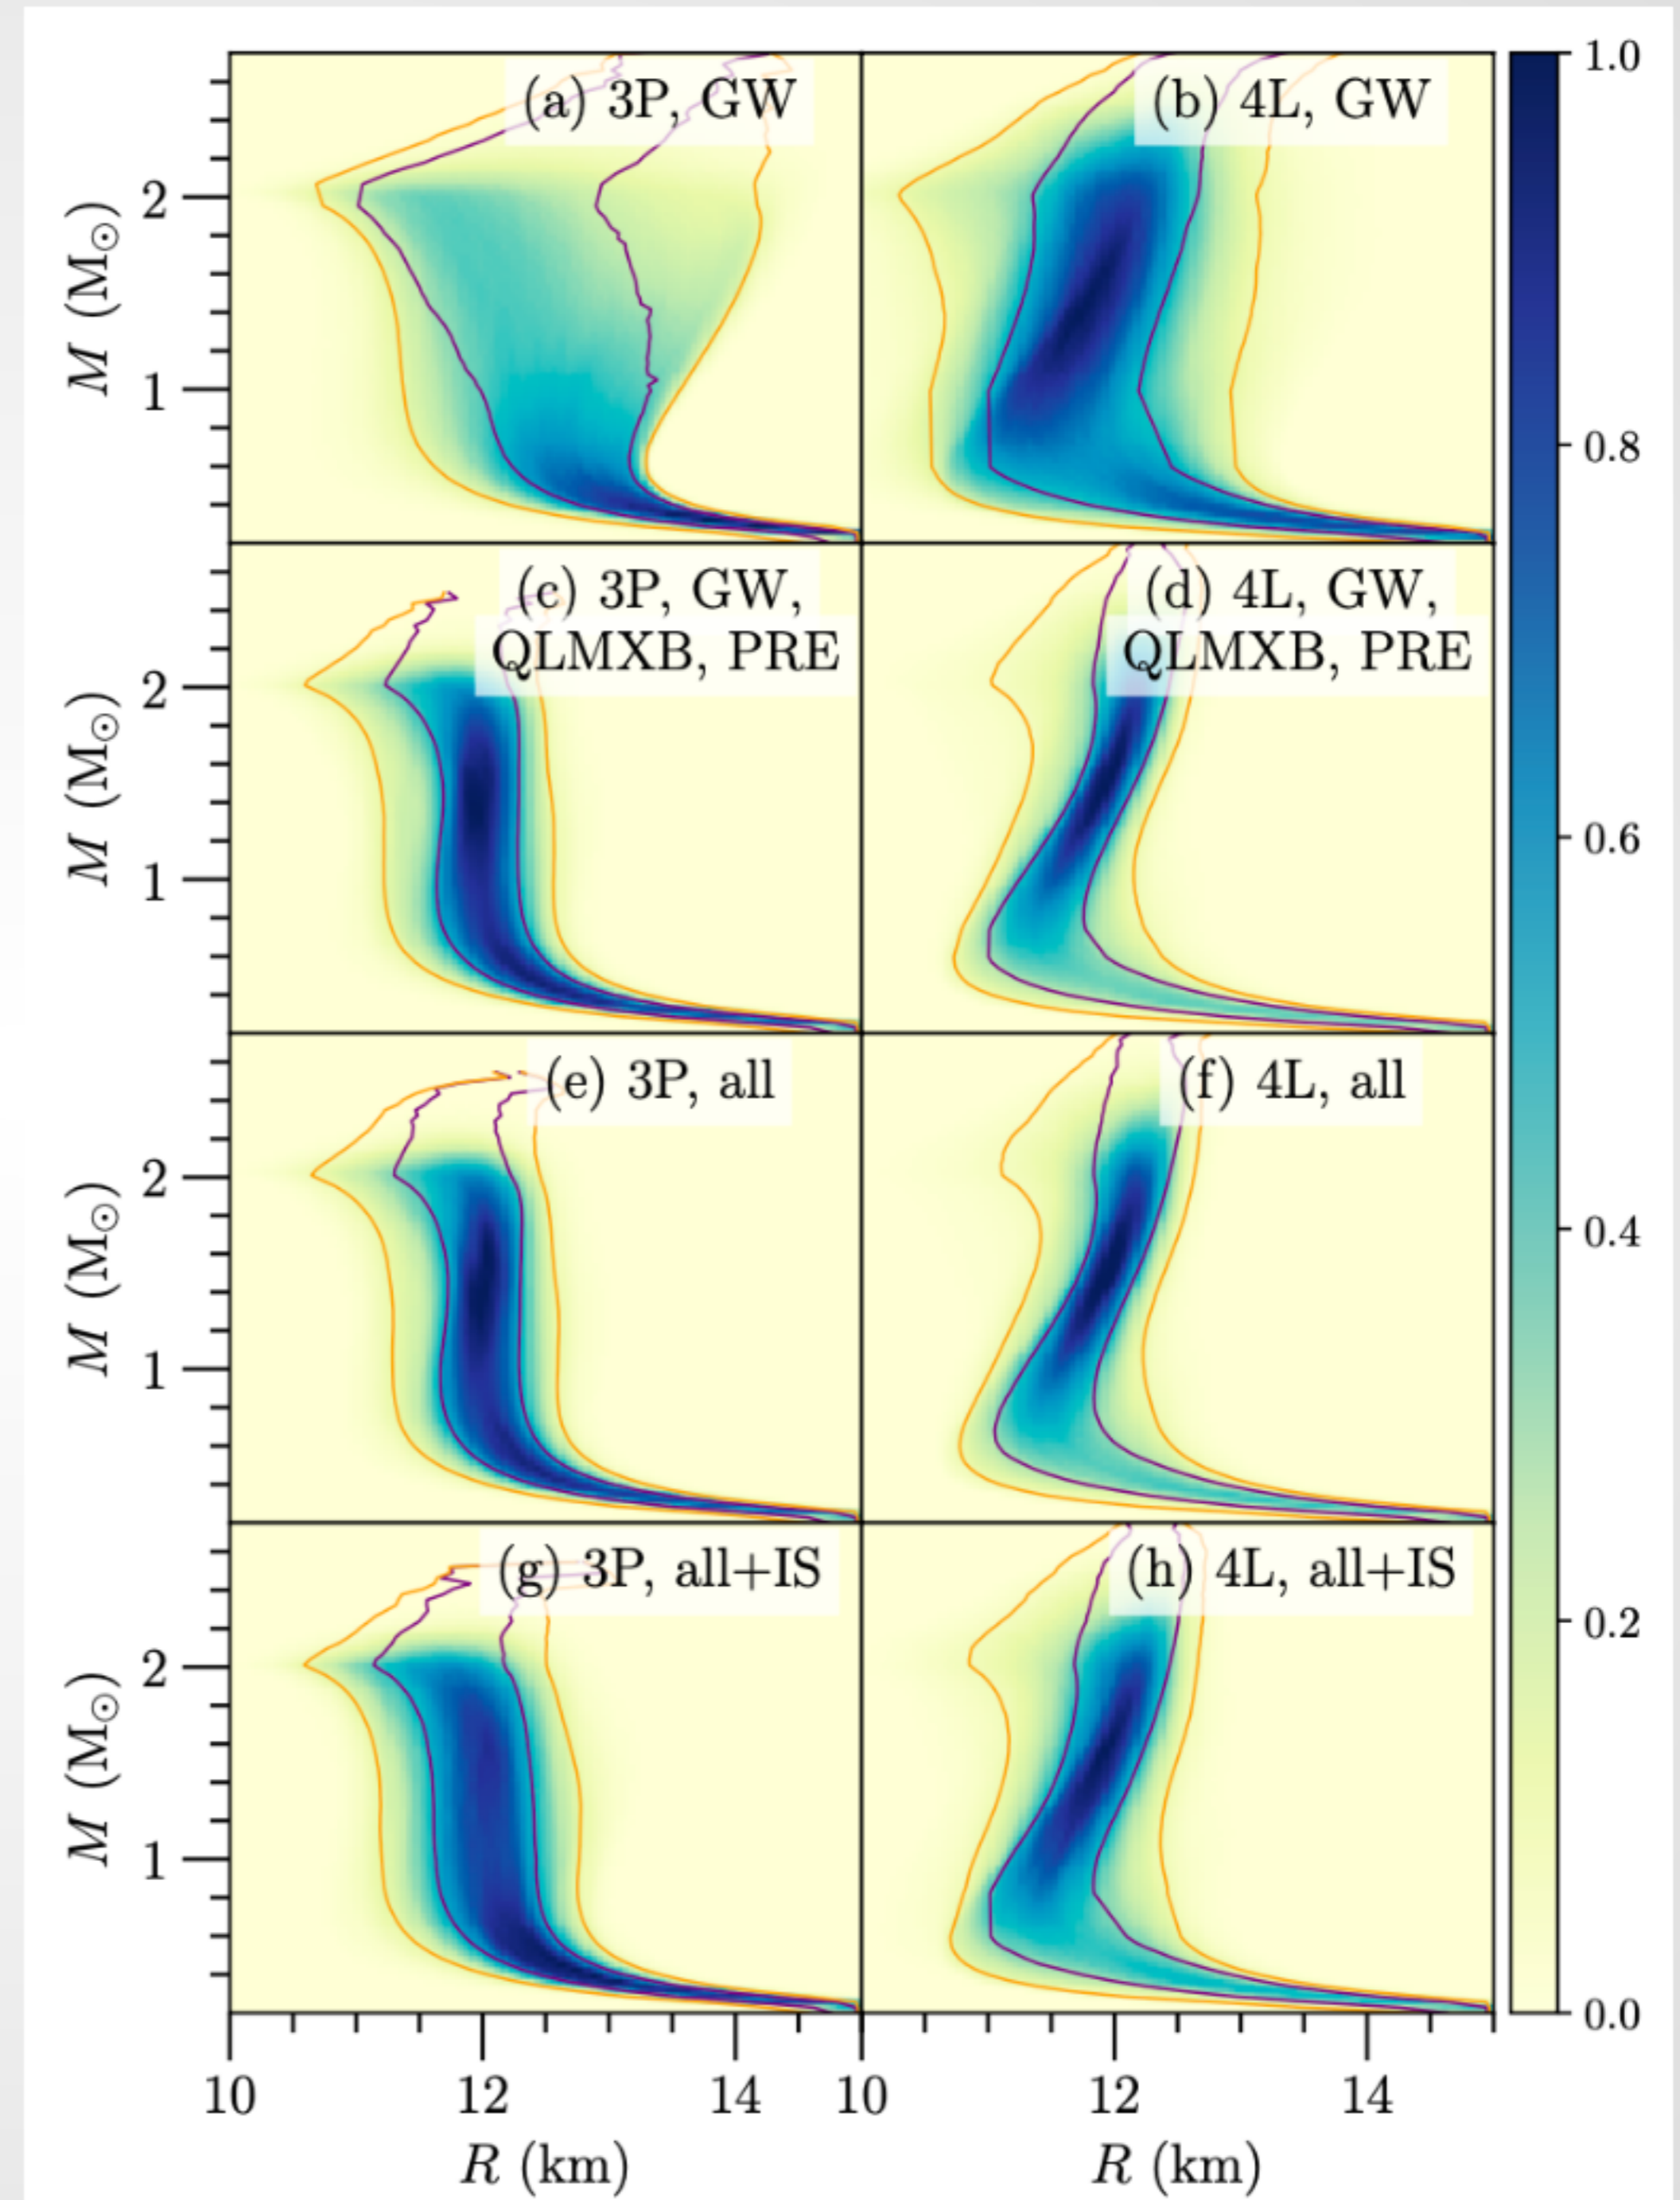 (a) 3P, GW
(b) 4L, GW
1.0
M (M⊙)
2
1
0.8
(c) 3P, GW,
QLMXB, PRE
(d) 4L, GW,
QLMXB, PRE
M (M⊙)
2
1
0.6
(e) 3P, all
(f) 4L, all
M (M⊙)
2
1
0.4
(g) 3P, all+IS
(h) 4L, all+IS
M (M⊙)
2
1
0.2
0.0
10 12 14 10 12 14
R (km) R (km)